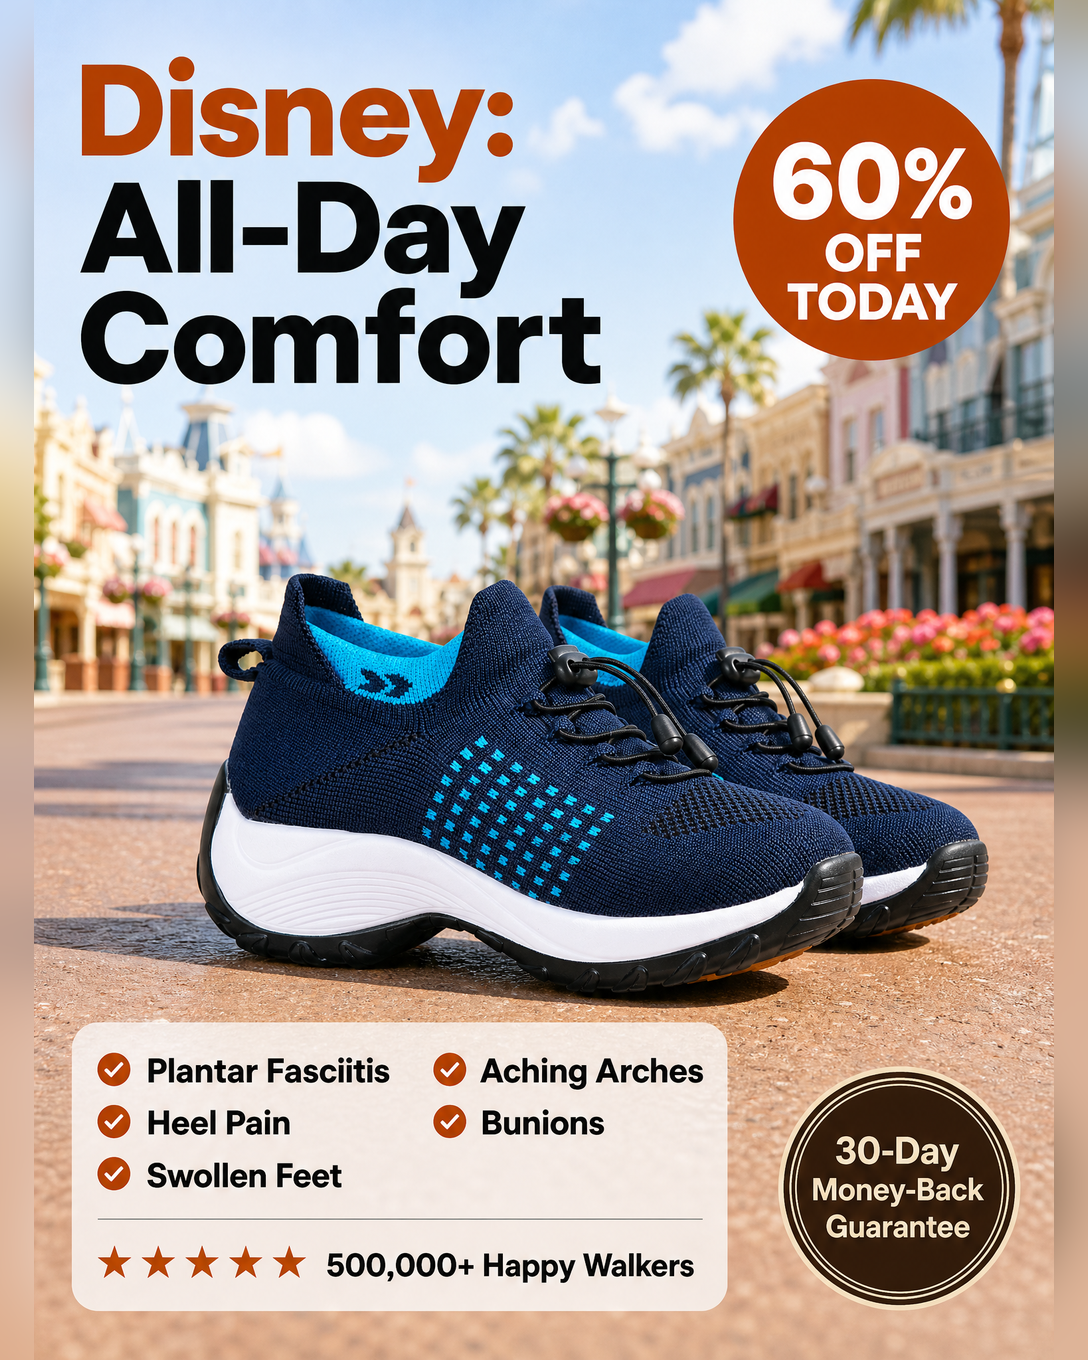 Disney:
All-Day
Comfort
60%
OFF
TODAY
Plantar Fasciitis
Heel Pain
Swollen Feet
Aching Arches
Bunions
500,000+ Happy Walkers
30-Day
Money-Back
Guarantee